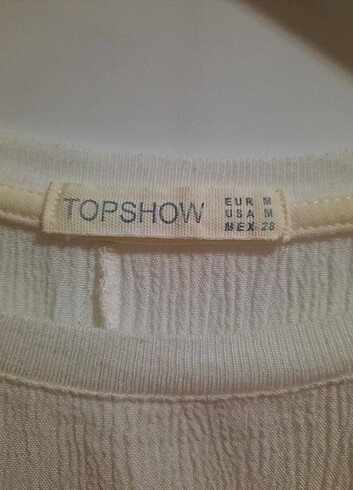 TOPSHOW
EUR M
USA M
MEX 28